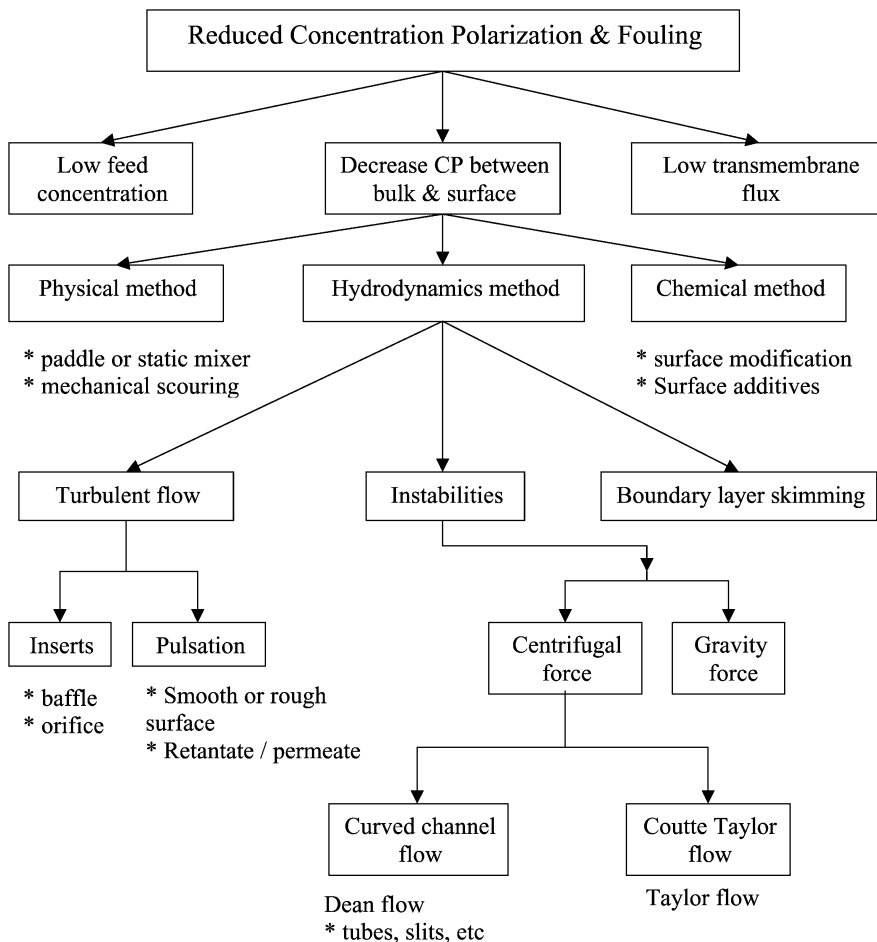 Reduced Concentration Polarization & Fouling
Low feed
concentration
Decrease CP between
bulk & surface
Low transmembrane
flux
Physical method
Hydrodynamics method
Chemical method
* paddle or static mixer
* mechanical scouring
* surface modification
* Surface additives
Turbulent flow
Instabilities
Boundary layer skimming
Inserts
Pulsation
Centrifugal
force
Gravity
force
* baffle
* orifice
* Smooth or rough
surface
* Retantate / permeate
Curved channel
flow
Coutte Taylor
flow
Dean flow
* tubes, slits, etc
Taylor flow